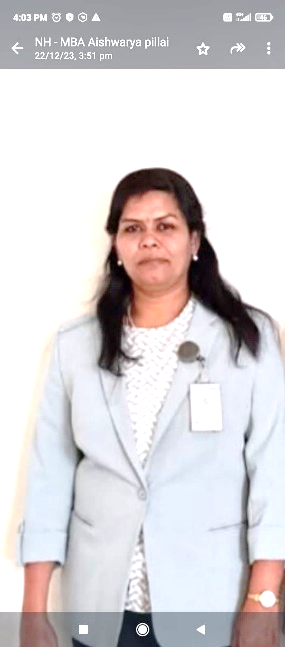 4:03 PM
NH - MBA Aishwarya pillai
22/12/23, 3:51 pm